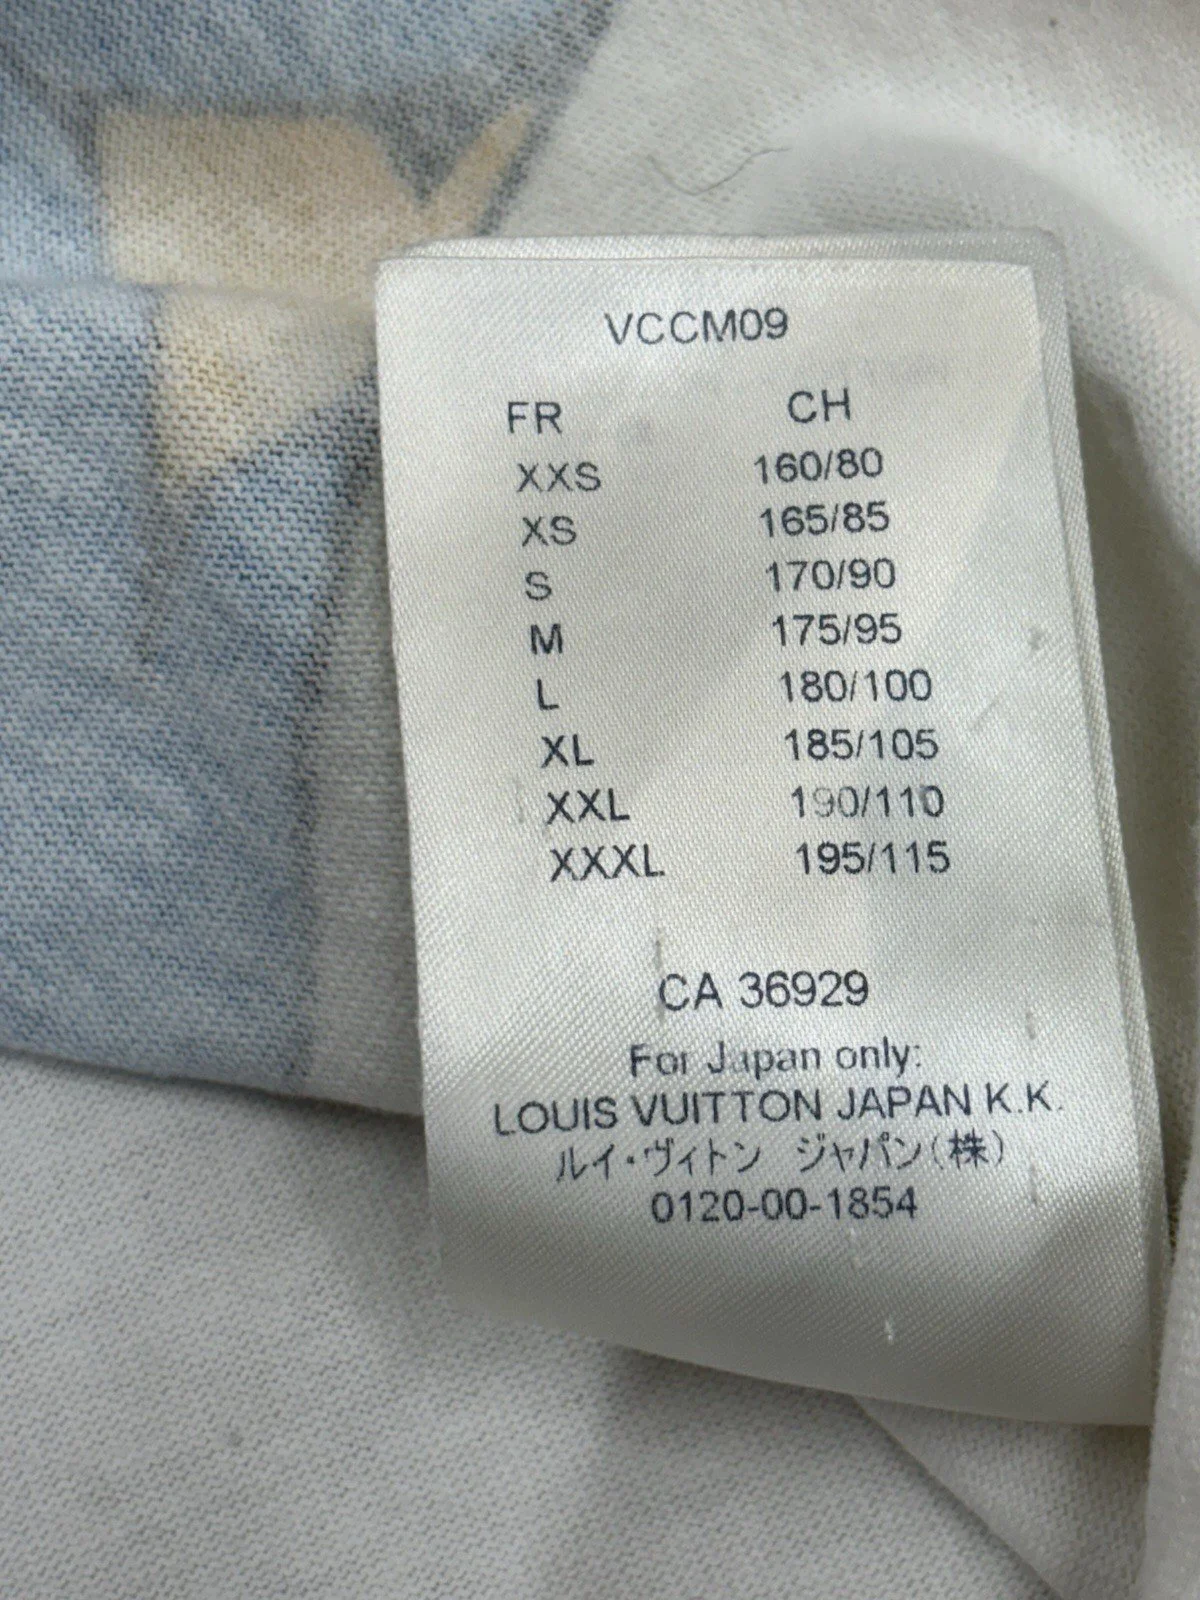 VCCM09
FR CH
XXS 160/80
XS 165/85
S 170/90
M 175/95
L 180/100
XL 185/105
XXL 190/110
XXXL 195/115
CA 36929
For Japan only:
LOUIS VUITTON JAPAN K.K.
ルイ・ヴィトン ジャパン(株)
0120-00-1854